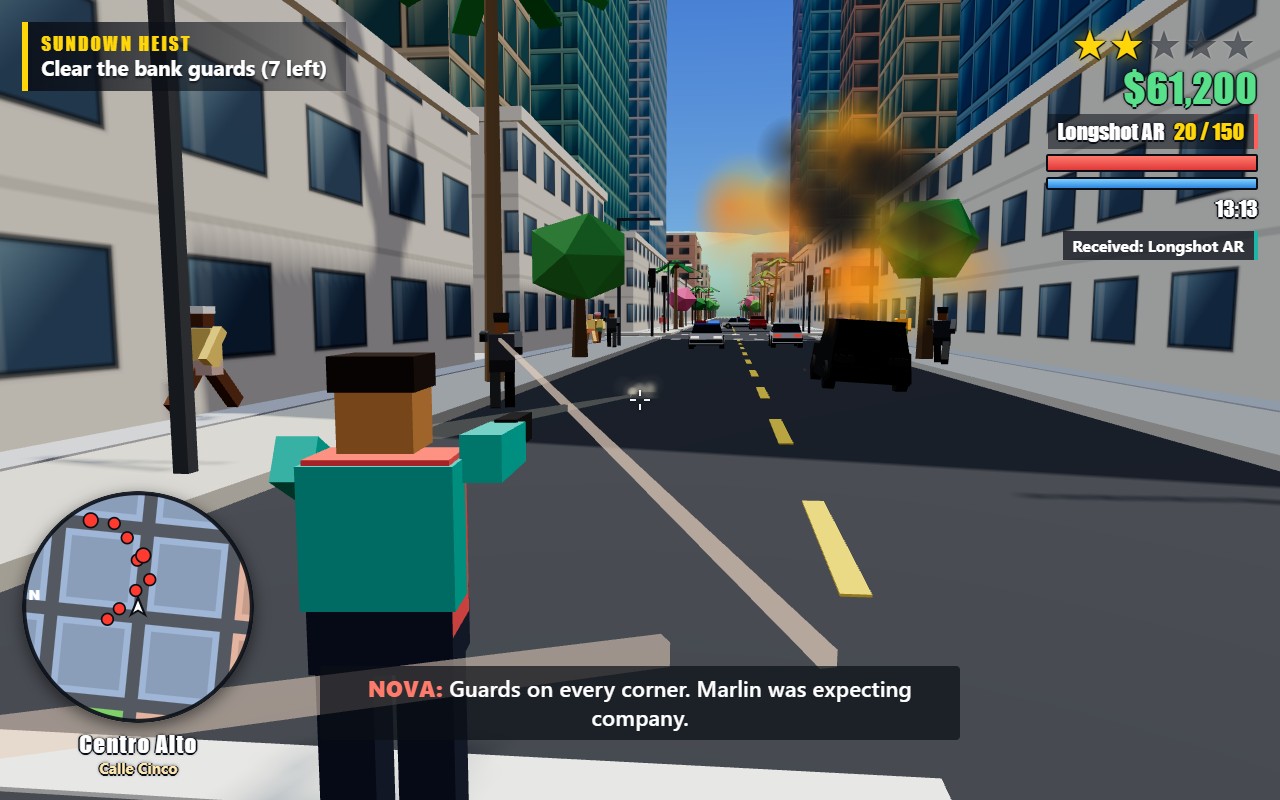 SUNDOWN HEIST
Clear the bank guards (7 left)
$61,200
Longshot AR 20 / 150
13:13
Received: Longshot AR
N
NOVA: Guards on every corner. Marlin was expecting
company.
Centro Alto
Calle Cinco